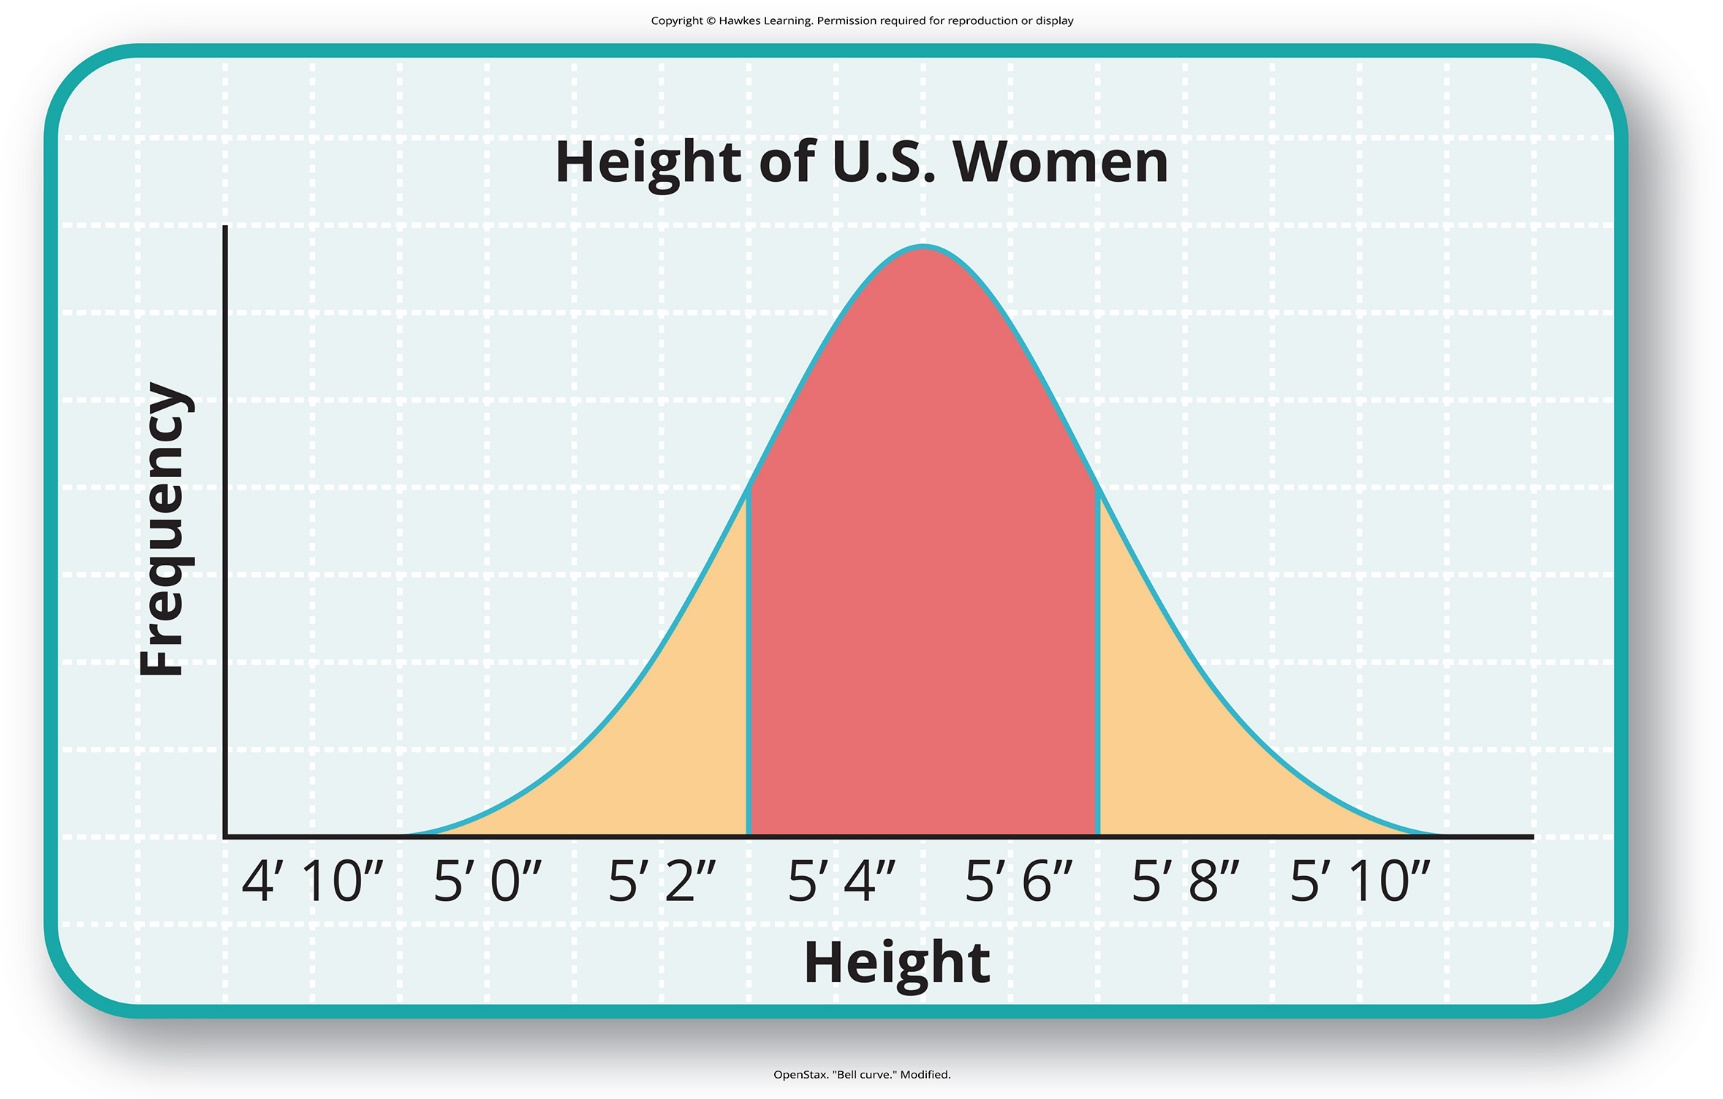 Copyright © Hawkes Learning. Permission required for reproduction or display
Height of U.S. Women
Frequency
4′ 10″ 5′ 0″ 5′ 2″ 5′ 4″ 5′ 6″ 5′ 8″ 5′ 10″
Height
OpenStax. "Bell curve." Modified.